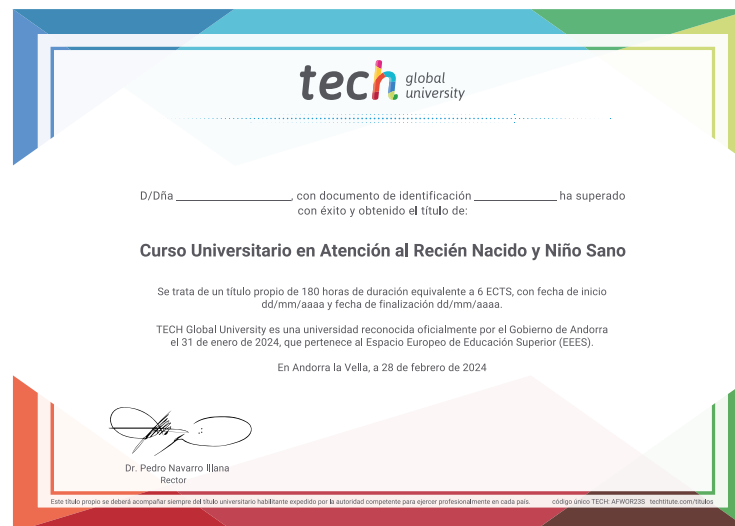 tech global university
D/Dña ____________________, con documento de identificación ______________ ha superado
con éxito y obtenido el título de:
Curso Universitario en Atención al Recién Nacido y Niño Sano
Se trata de un título propio de 180 horas de duración equivalente a 6 ECTS, con fecha de inicio
dd/mm/aaaa y fecha de finalización dd/mm/aaaa.
TECH Global University es una universidad reconocida oficialmente por el Gobierno de Andorra
el 31 de enero de 2024, que pertenece al Espacio Europeo de Educación Superior (EEES).
En Andorra la Vella, a 28 de febrero de 2024
Dr. Pedro Navarro Illana
Rector
Este título propio se deberá acompañar siempre del título universitario habilitante expedido por la autoridad competente para ejercer profesionalmente en cada país. código único TECH: AFWOR23S techtitute.com/titulos